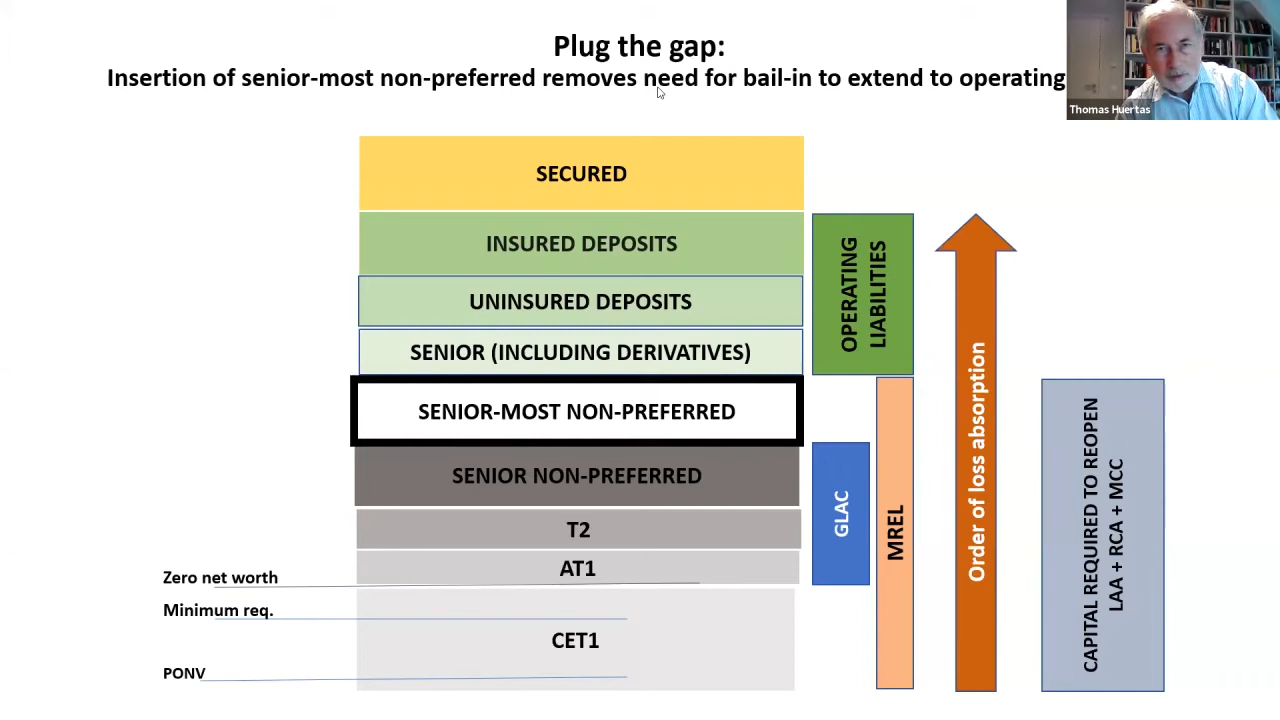 Plug the gap:
Insertion of senior-most non-preferred removes need for bail-in to extend to operating
Thomas Huertas
SECURED
INSURED DEPOSITS
UNINSURED DEPOSITS
SENIOR (INCLUDING DERIVATIVES)
SENIOR-MOST NON-PREFERRED
SENIOR NON-PREFERRED
T2
AT1
CET1
Zero net worth
Minimum req.
PONV
OPERATING
LIABILITIES
GLAC
MREL
Order of loss absorption
CAPITAL REQUIRED TO REOPEN
LAA + RCA + MCC